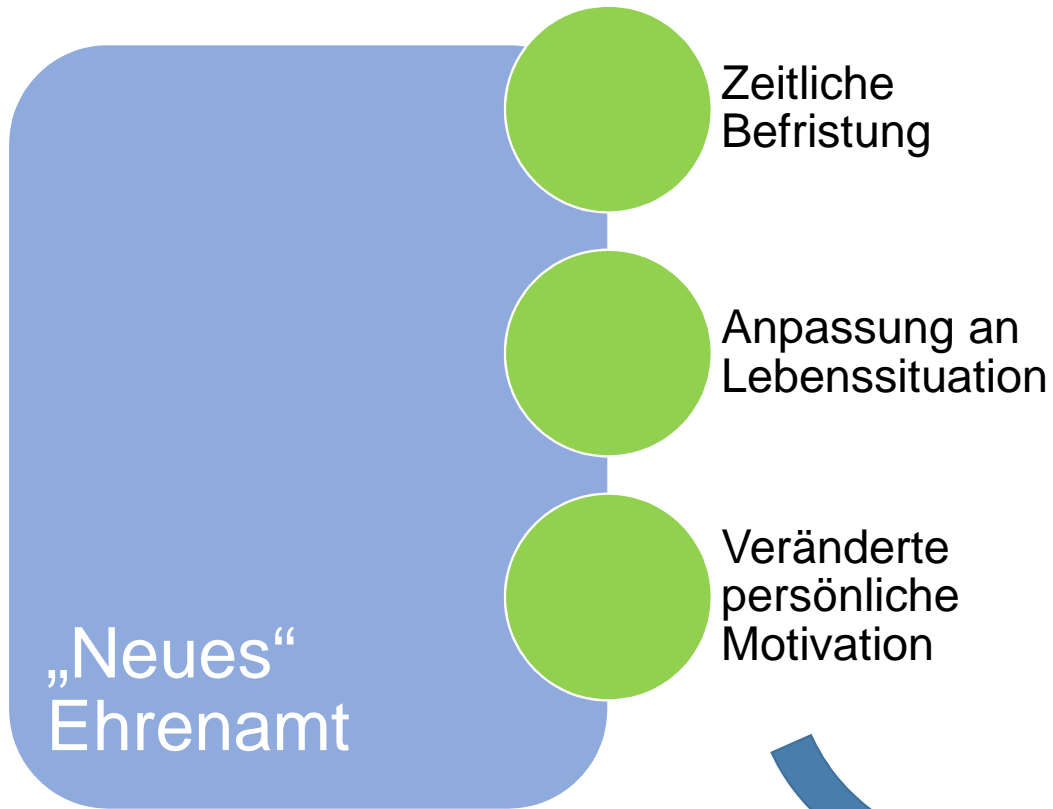 Zeitliche
Befristung
Anpassung an
Lebenssituation
Veränderte
persönliche
Motivation
„Neues“
Ehrenamt